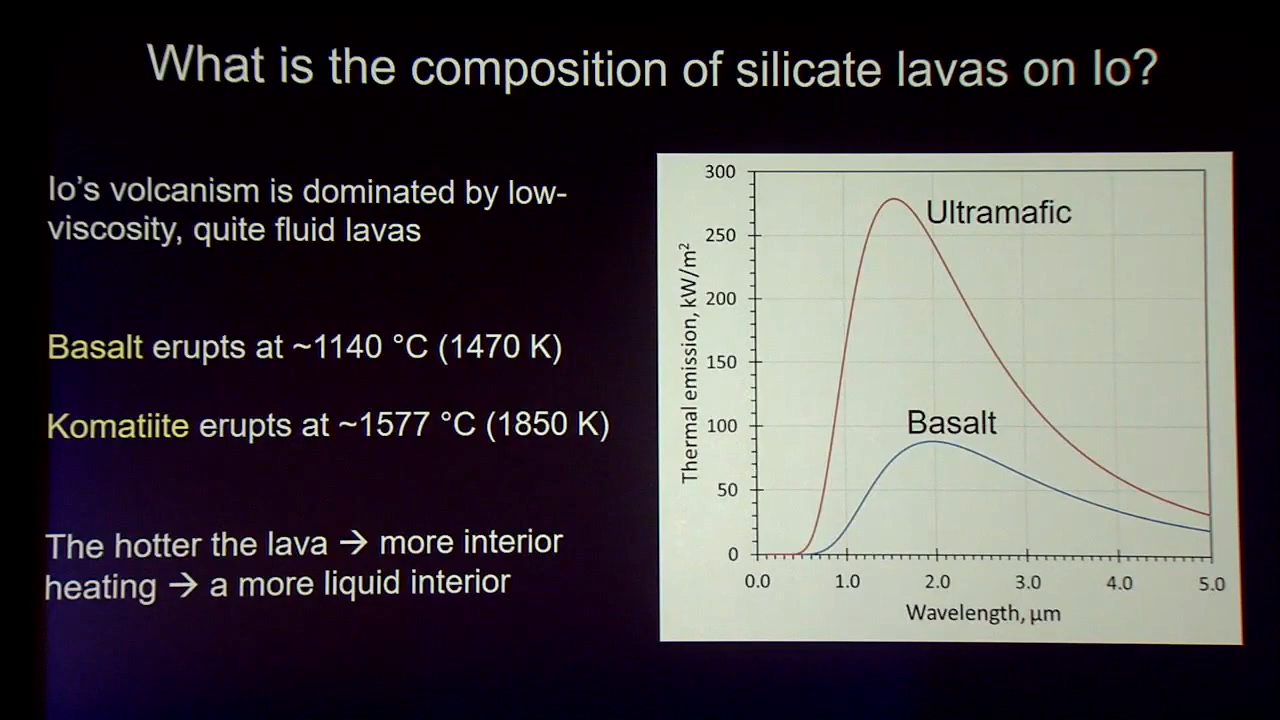 What is the composition of silicate lavas on Io?
Io's volcanism is dominated by low-
viscosity, quite fluid lavas
Basalt erupts at ~1140 °C (1470 K)
Komatiite erupts at ~1577 °C (1850 K)
The hotter the lava → more interior
heating → a more liquid interior
Thermal emission, kW/m²
300
250
200
150
100
50
0
Ultramafic
Basalt
0.0 1.0 2.0 3.0 4.0 5.0
Wavelength, µm